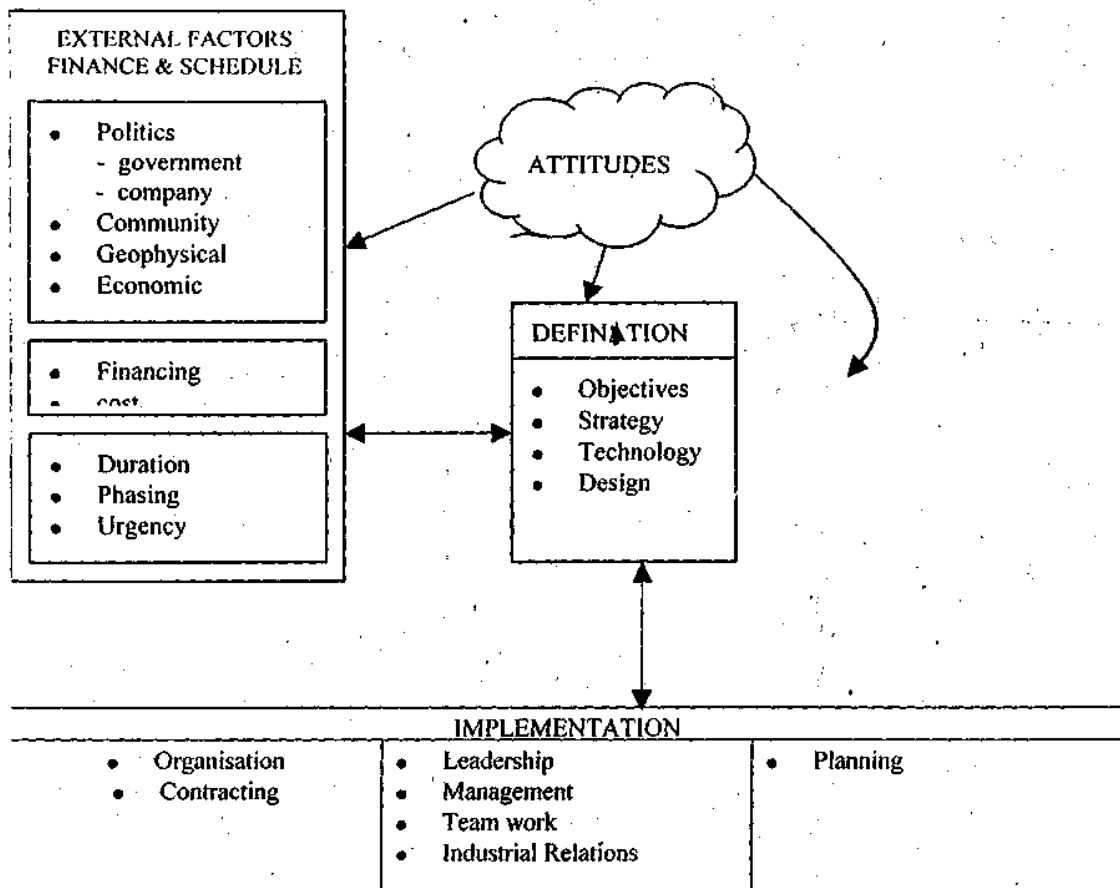 EXTERNAL FACTORS
FINANCE & SCHEDULE
• Politics
- government
- company
• Community
• Geophysical
• Economic
• Financing
• cost
• Duration
• Phasing
• Urgency
ATTITUDES
DEFINATION
• Objectives
• Strategy
• Technology
• Design
IMPLEMENTATION
• Organisation
• Contracting
• Leadership
• Management
• Team work
• Industrial Relations
• Planning